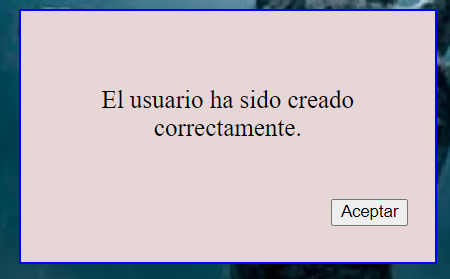 El usuario ha sido creado
correctamente.
Aceptar